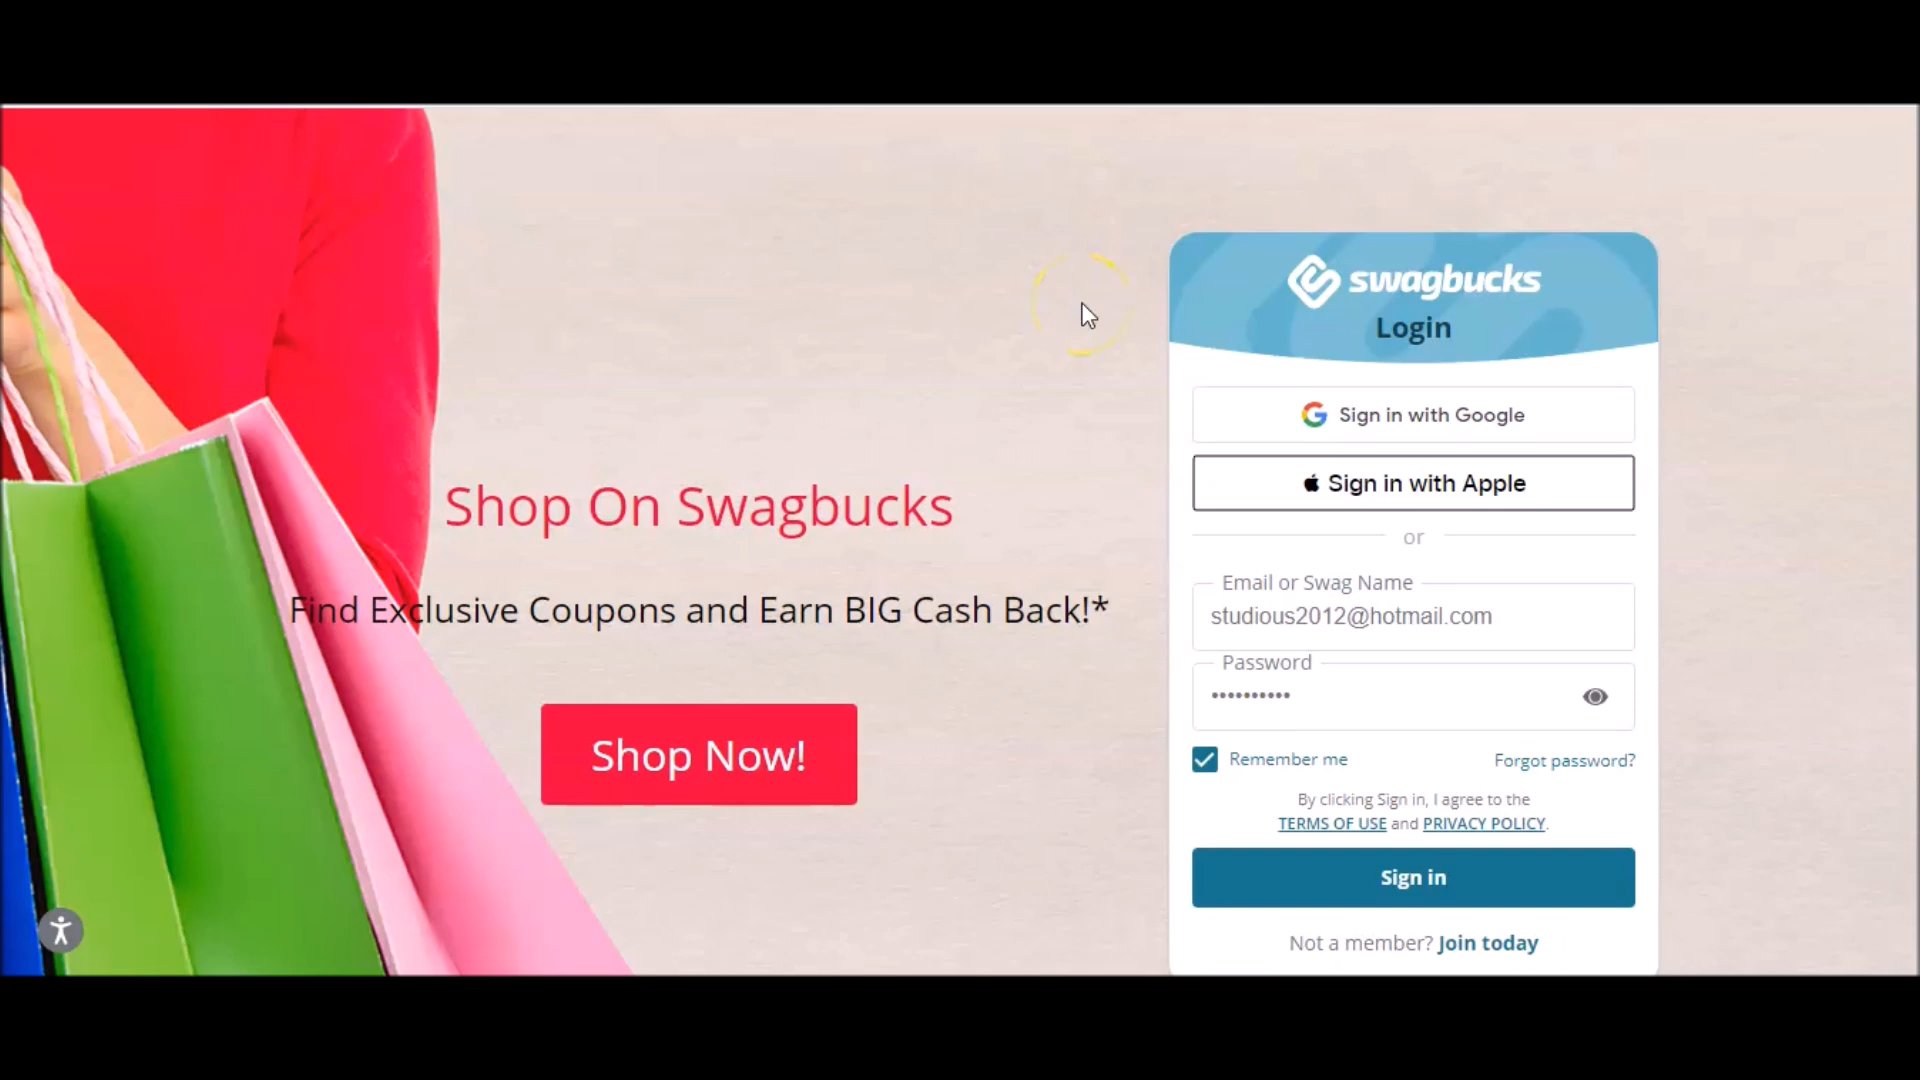 Shop On Swagbucks
Find Exclusive Coupons and Earn BIG Cash Back!*
Shop Now!
swagbucks
Login
Sign in with Google
Sign in with Apple
or
Email or Swag Name
studious2012@hotmail.com
Password
••••••••••
Remember me
Forgot password?
By clicking Sign in, I agree to the
TERMS OF USE and PRIVACY POLICY.
Sign in
Not a member? Join today